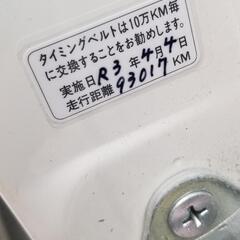 タイミングベルトは10万KM毎
に交換することをお勧めします。
実施日R3年4月4日
走行距離93017KM